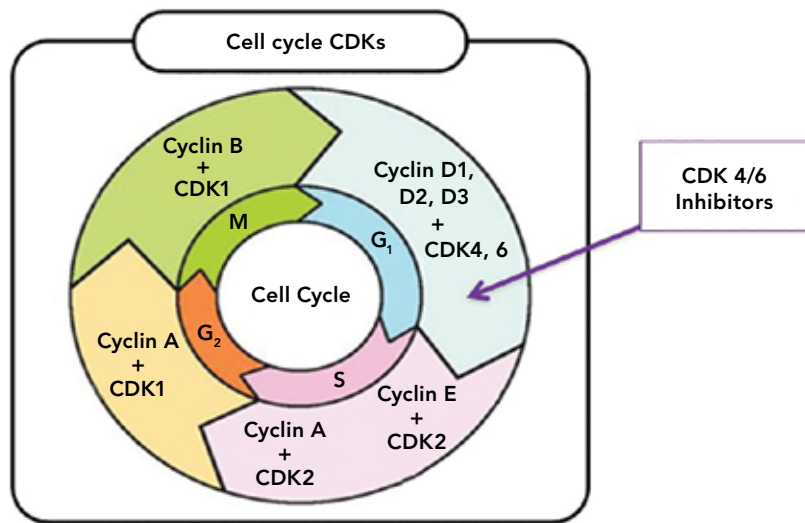 Cell cycle CDKs
Cyclin B
+
CDK1
Cyclin D1,
D2, D3
+
CDK4, 6
CDK 4/6
Inhibitors
M
G₁
Cell Cycle
G₂
S
Cyclin A
+
CDK1
Cyclin E
+
CDK2
Cyclin A
+
CDK2